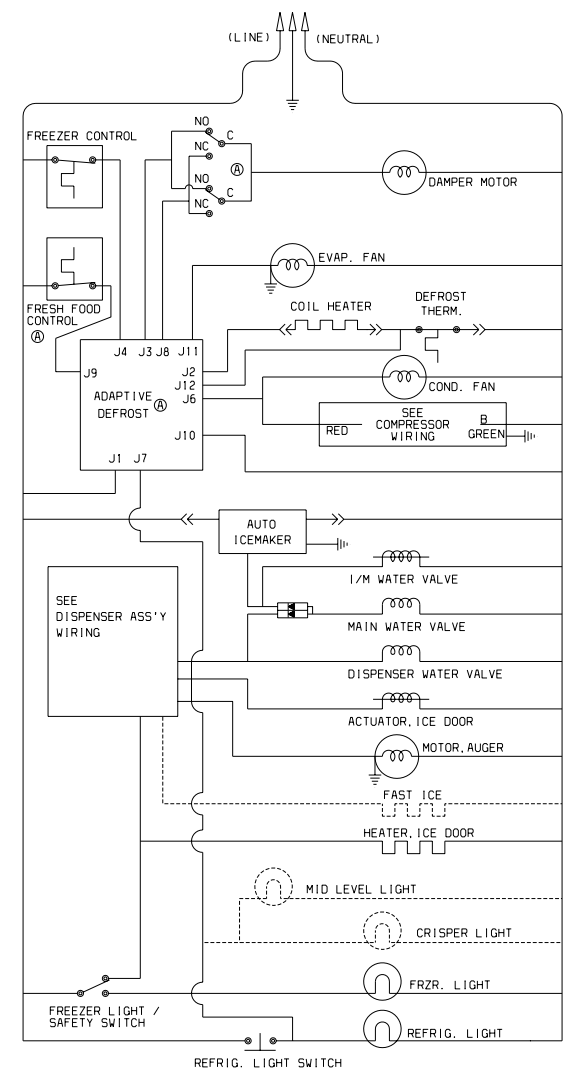 (LINE)
(NEUTRAL)
FREEZER CONTROL
NO
C
NC
A
NO
C
NC
DAMPER MOTOR
EVAP. FAN
FRESH FOOD
CONTROL
A
COIL HEATER
DEFROST
THERM.
J4 J3 J8 J11
J9
J2
J12
J6
ADAPTIVE
DEFROST A
J10
J1 J7
COND. FAN
SEE
COMPRESSOR
WIRING
RED
B
GREEN
AUTO
ICEMAKER
I/M WATER VALVE
SEE
DISPENSER ASS'Y
WIRING
MAIN WATER VALVE
DISPENSER WATER VALVE
ACTUATOR, ICE DOOR
MOTOR, AUGER
FAST ICE
HEATER, ICE DOOR
MID LEVEL LIGHT
CRISPER LIGHT
FRZR. LIGHT
FREEZER LIGHT /
SAFETY SWITCH
REFRIG. LIGHT
REFRIG. LIGHT SWITCH